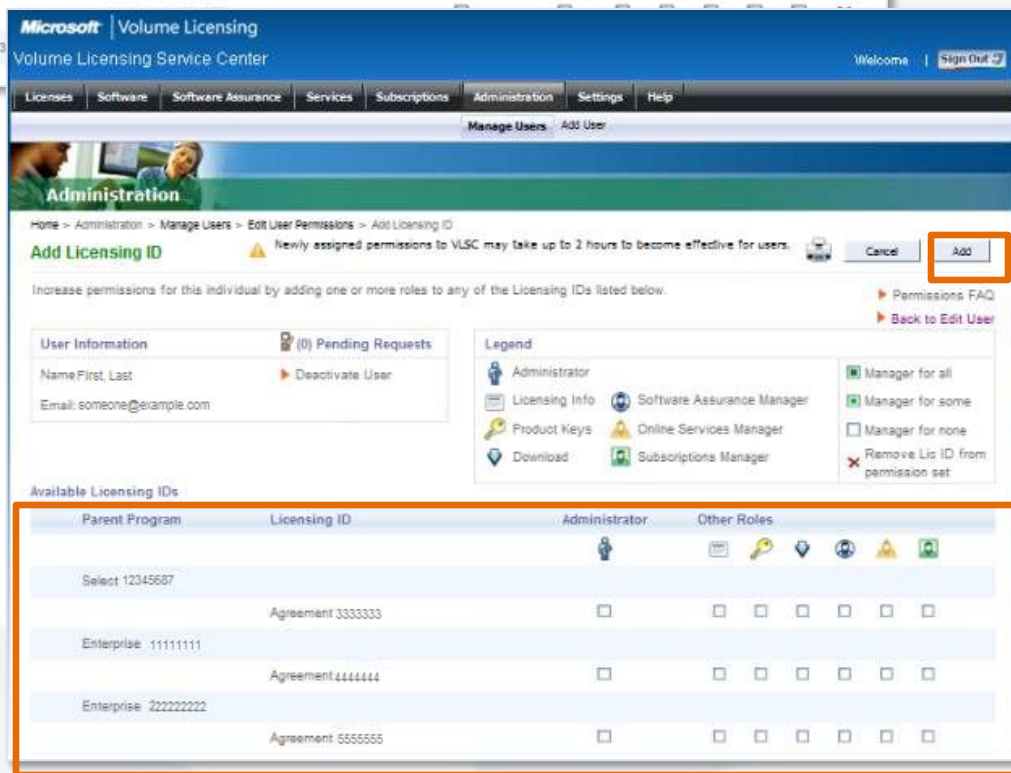 3
Microsoft | Volume Licensing
Volume Licensing Service Center
Welcome | Sign Out
Licenses Software Software Assurance Services Subscriptions Administration Settings Help
Manage Users Add User
Administration
Home > Administration > Manage Users > Edit User Permissions > Add Licensing ID
Add Licensing ID
Newly assigned permissions to VLSC may take up to 2 hours to become effective for users.
Cancel Add
Increase permissions for this individual by adding one or more roles to any of the Licensing IDs listed below.
Permissions FAQ
Back to Edit User
User Information (0) Pending Requests
Name:First, Last Deactivate User
Email: someone@example.com
Legend
Administrator Manager for all
Licensing Info Software Assurance Manager Manager for some
Product Keys Online Services Manager Manager for none
Download Subscriptions Manager Remove Lic ID from
permission set
Available Licensing IDs
Parent Program Licensing ID Administrator Other Roles
Select 12345687
Agreement 3333333
Enterprise 11111111
Agreement 4444444
Enterprise 222222222
Agreement 5555555